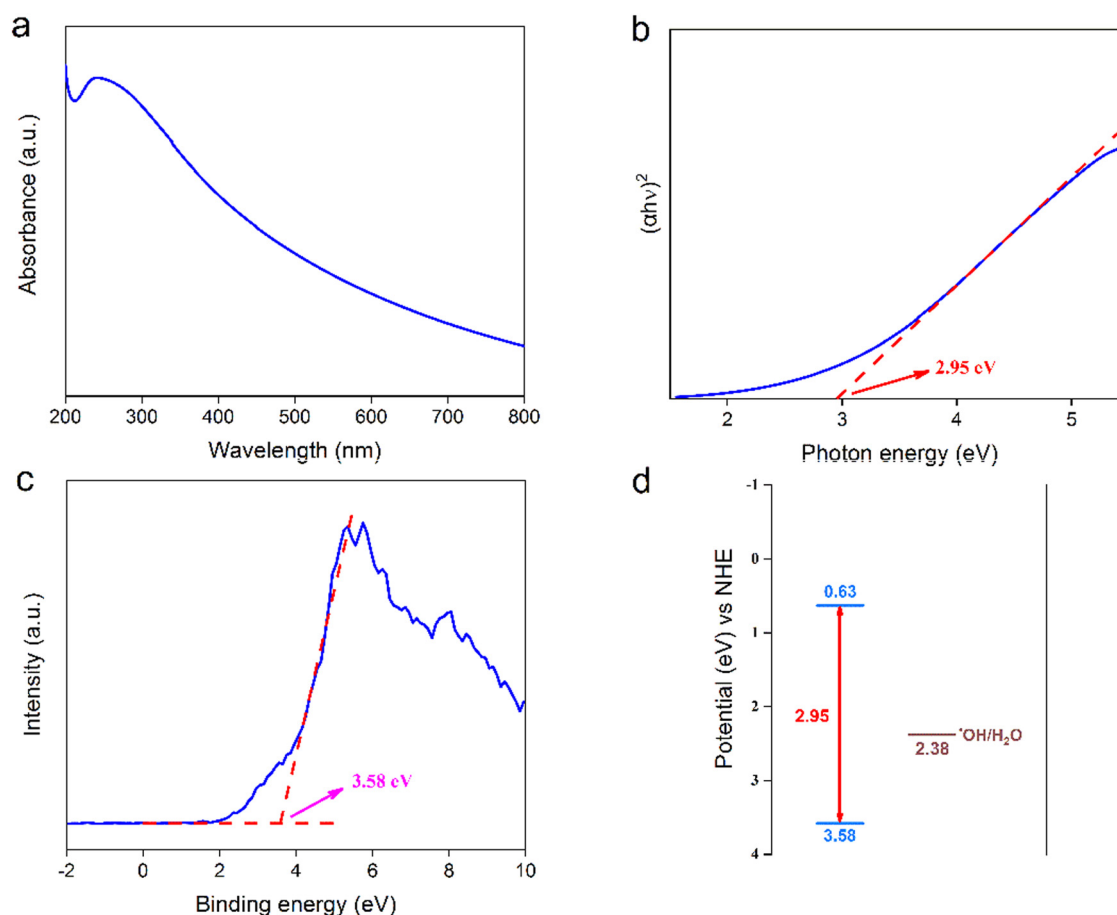 a
Absorbance (a.u.)
200 300 400 500 600 700 800
Wavelength (nm)
b
(αhν)²
2.95 eV
2 3 4 5
Photon energy (eV)
c
Intensity (a.u.)
3.58 eV
-2 0 2 4 6 8 10
Binding energy (eV)
d
Potential (eV) vs NHE
-1
0
0.63
1
2
2.95
•OH/H₂O
2.38
3
3.58
4